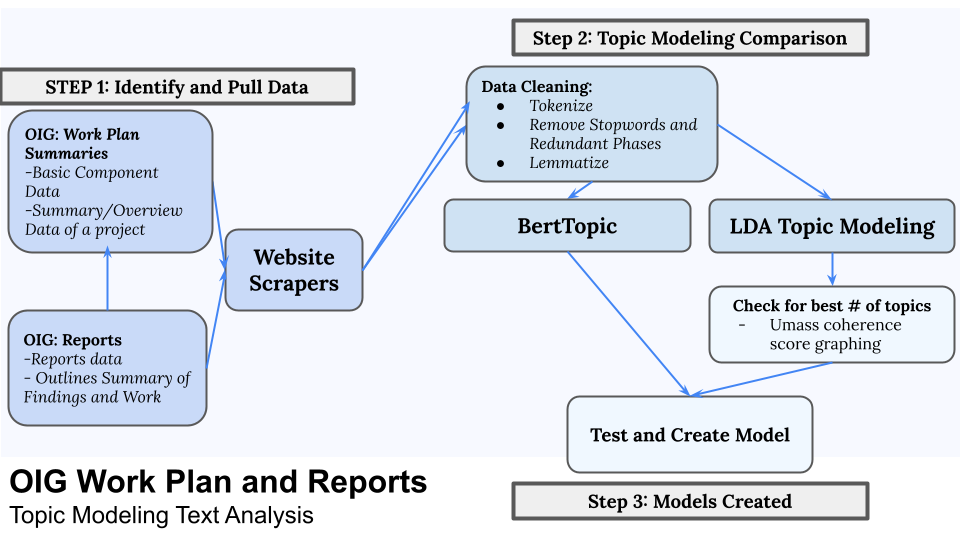 STEP 1: Identify and Pull Data
OIG: Work Plan
Summaries
-Basic Component
Data
-Summary/Overview
Data of a project
OIG: Reports
-Reports data
- Outlines Summary of
Findings and Work
Website
Scrapers
Step 2: Topic Modeling Comparison
Data Cleaning:
● Tokenize
● Remove Stopwords and
Redundant Phases
● Lemmatize
BertTopic
LDA Topic Modeling
Check for best # of topics
- Umass coherence
score graphing
Test and Create Model
Step 3: Models Created
OIG Work Plan and Reports
Topic Modeling Text Analysis